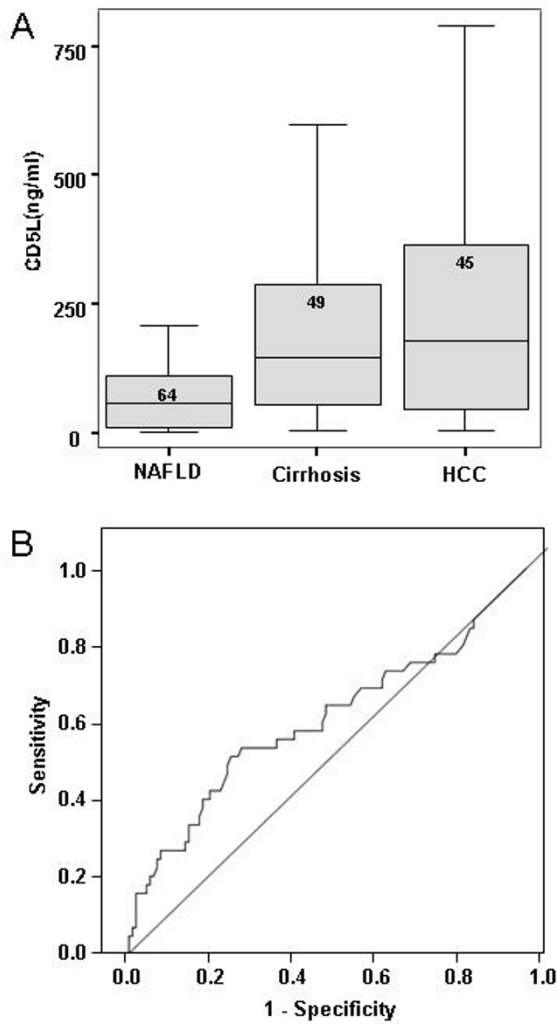 A
CD5L(ng/ml)
750
500
250
0
64
49
45
NAFLD Cirrhosis HCC
B
Sensitivity
1.0
0.8
0.6
0.4
0.2
0.0
0.0 0.2 0.4 0.6 0.8 1.0
1 - Specificity